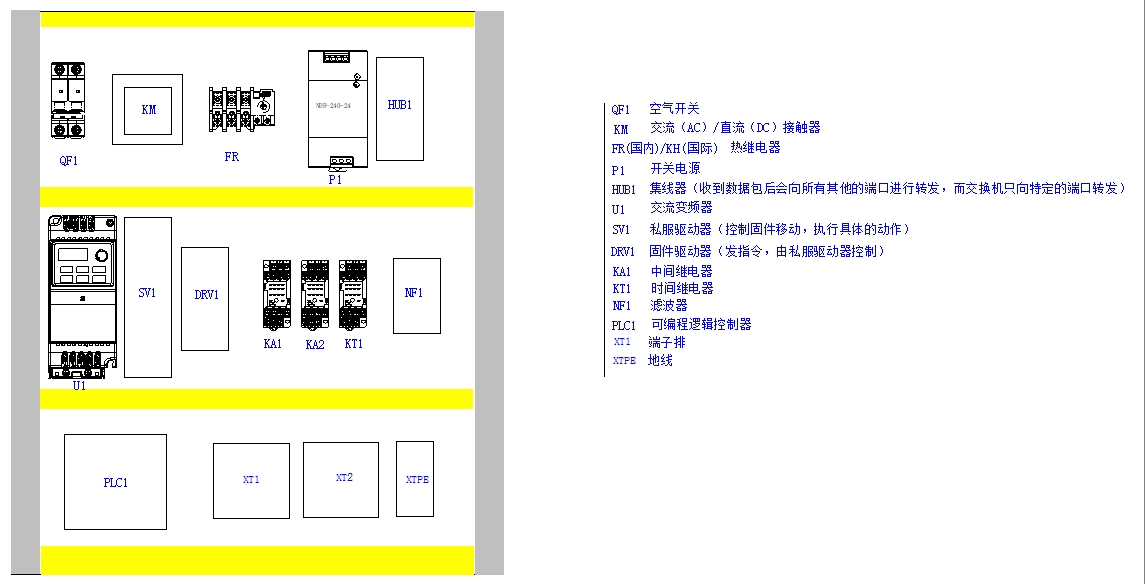 KM
NDR-240-24
HUB1
QF1
FR
P1
SV1
DRV1
NF1
KA1
KA2
KT1
U1
PLC1
XT1
XT2
XTPE
QF1 空气开关
KM 交流（AC）/直流（DC）接触器
FR(国内)/KH(国际) 热继电器
P1 开关电源
HUB1 集线器（收到数据包后会向所有其他的端口进行转发，而交换机只向特定的端口转发）
U1 交流变频器
SV1 私服驱动器（控制固件移动，执行具体的动作）
DRV1 固件驱动器（发指令，由私服驱动器控制）
KA1 中间继电器
KT1 时间继电器
NF1 滤波器
PLC1 可编程逻辑控制器
XT1 端子排
XTPE 地线